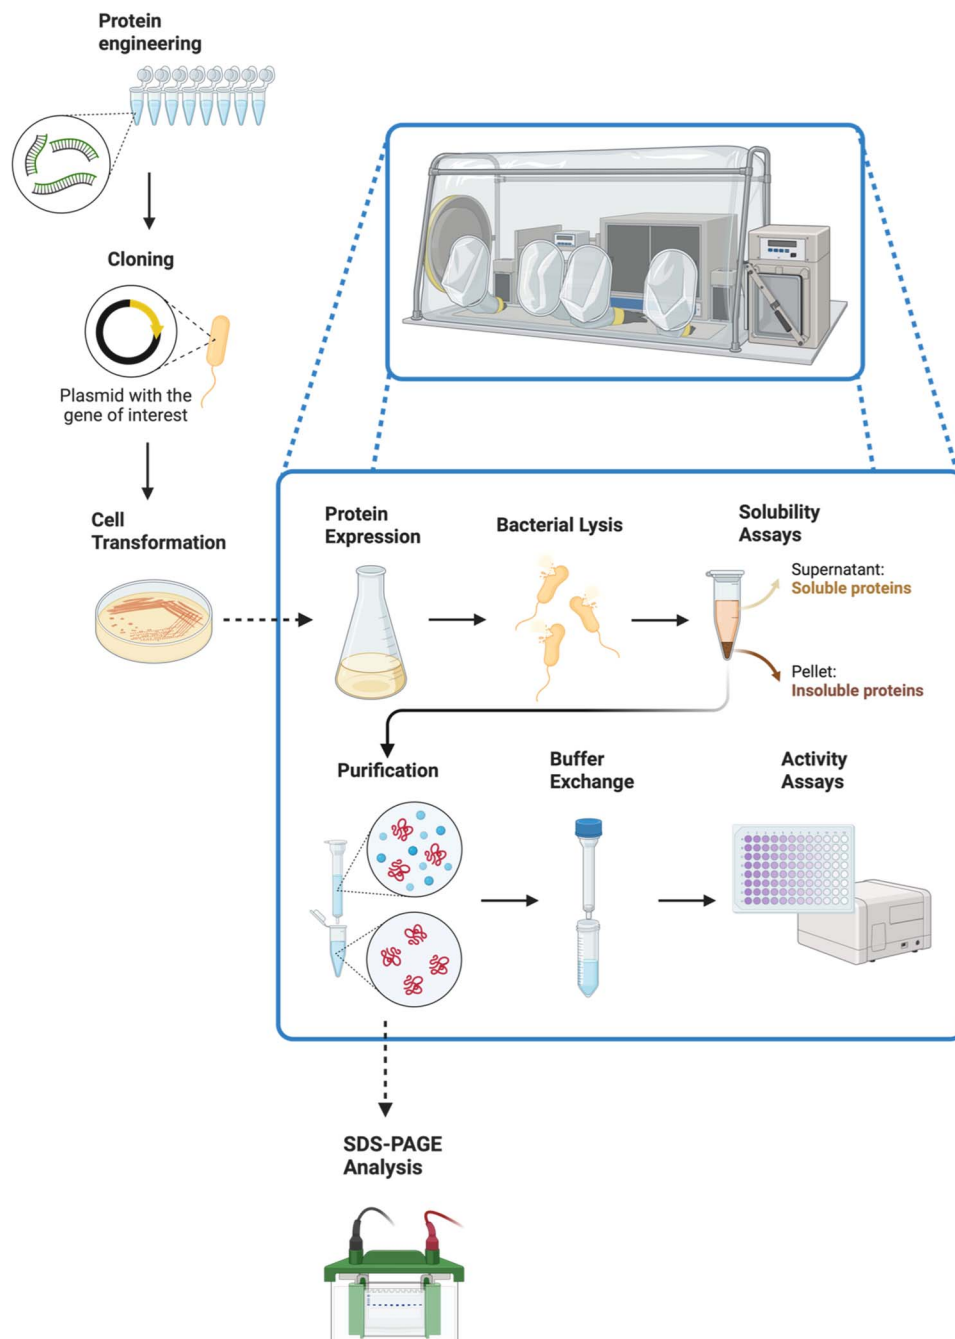 Protein
engineering
Cloning
Plasmid with the
gene of interest
Cell
Transformation
Protein
Expression
Bacterial Lysis
Solubility
Assays
Supernatant:
Soluble proteins
Pellet:
Insoluble proteins
Purification
Buffer
Exchange
Activity
Assays
SDS-PAGE
Analysis